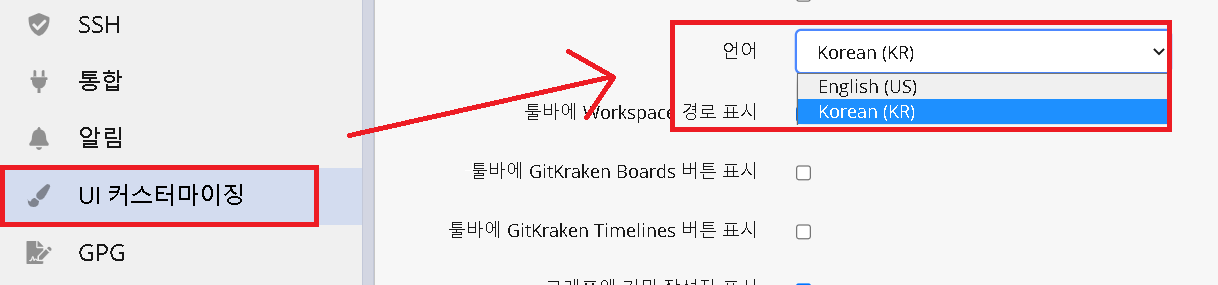 SSH
통합
알림
UI 커스터마이징
GPG
언어
Korean (KR)
English (US)
Korean (KR)
툴바에 Workspace 경로 표시
툴바에 GitKraken Boards 버튼 표시
툴바에 GitKraken Timelines 버튼 표시